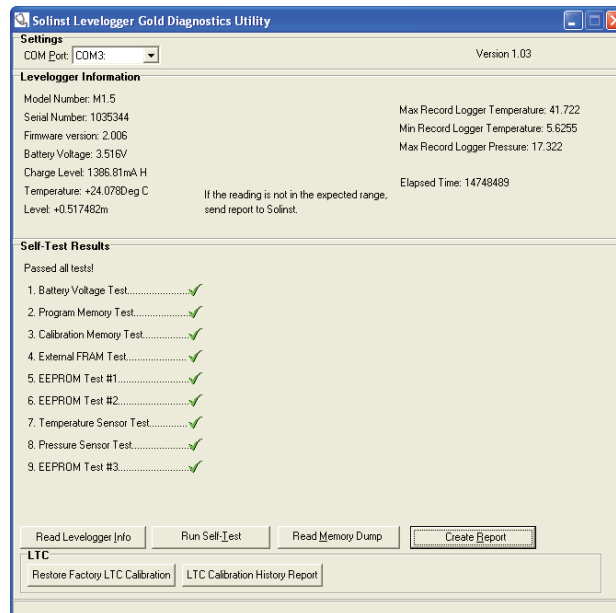 Solinst Levelogger Gold Diagnostics Utility
Settings
COM Port: COM3:
Version 1.03
Levelogger Information
Model Number: M1.5
Serial Number: 1035344
Firmware version: 2.006
Battery Voltage: 3.516V
Charge Level: 1386.81mA H
Temperature: +24.078Deg C
Level: +0.517482m
If the reading is not in the expected range,
send report to Solinst.
Max Record Logger Temperature: 41.722
Min Record Logger Temperature: 5.6255
Max Record Logger Pressure: 17.322
Elapsed Time: 14748489
Self-Test Results
Passed all tests!
1. Battery Voltage Test......................
2. Program Memory Test....................
3. Calibration Memory Test................
4. External FRAM Test......................
5. EEPROM Test #1.........................
6. EEPROM Test #2.........................
7. Temperature Sensor Test..............
8. Pressure Sensor Test....................
9. EEPROM Test #3.........................
Read Levelogger Info
Run Self-Test
Read Memory Dump
Create Report
LTC
Restore Factory LTC Calibration
LTC Calibration History Report